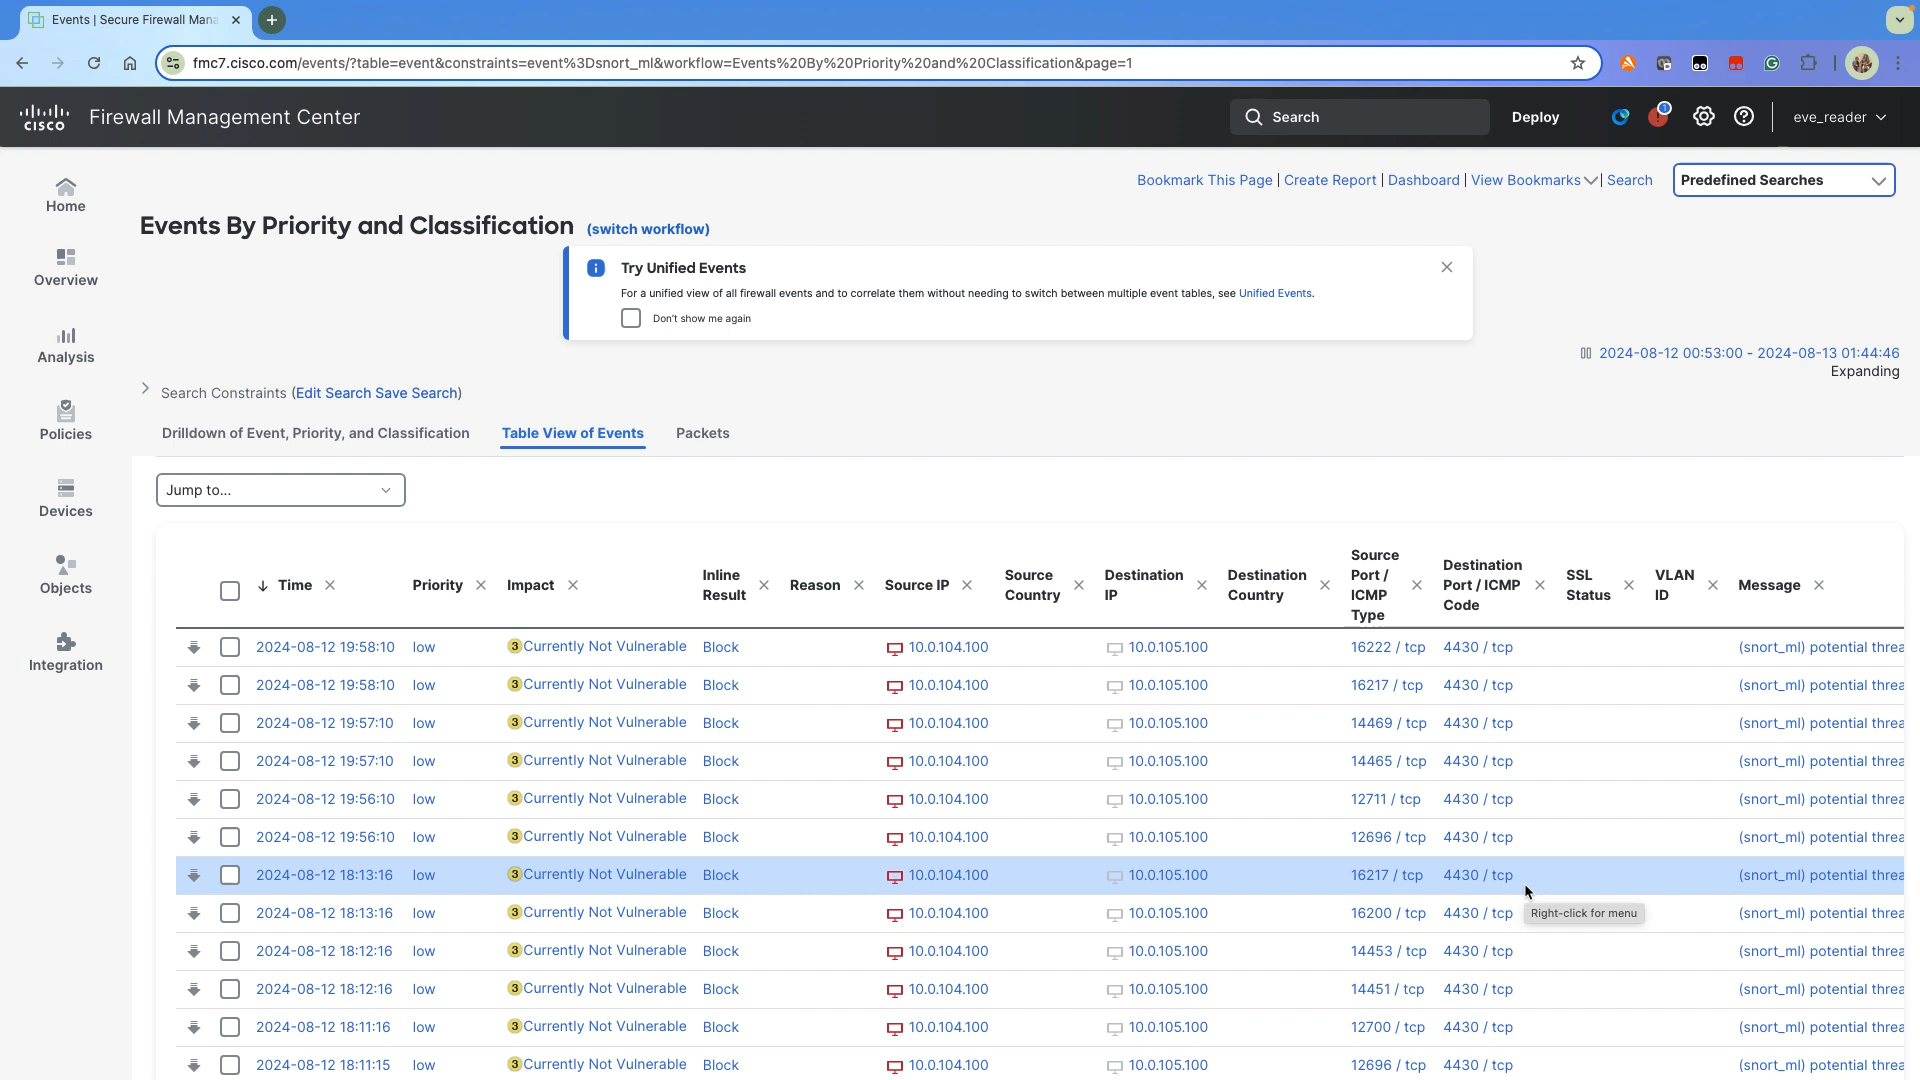 Events | Secure Firewall Mana
fmc7.cisco.com/events/?table=event&constraints=event%3Dsnort_ml&workflow=Events%20By%20Priority%20and%20Classification&page=1
cisco
Firewall Management Center
Search
Deploy
1
eve_reader
Home
Overview
Analysis
Policies
Devices
Objects
Integration
Bookmark This Page | Create Report | Dashboard | View Bookmarks | Search
Predefined Searches
Events By Priority and Classification (switch workflow)
Try Unified Events
For a unified view of all firewall events and to correlate them without needing to switch between multiple event tables, see Unified Events.
Don't show me again
2024-08-12 00:53:00 - 2024-08-13 01:44:46
Expanding
Search Constraints (Edit Search Save Search)
Drilldown of Event, Priority, and Classification Table View of Events Packets
Jump to...
Time Priority Impact Inline Result Reason Source IP Source Country Destination IP Destination Country Source Port / ICMP Type Destination Port / ICMP Code SSL Status VLAN ID Message
2024-08-12 19:58:10 low 3 Currently Not Vulnerable Block 10.0.104.100 10.0.105.100 16222 / tcp 4430 / tcp (snort_ml) potential threa
2024-08-12 19:58:10 low 3 Currently Not Vulnerable Block 10.0.104.100 10.0.105.100 16217 / tcp 4430 / tcp (snort_ml) potential threa
2024-08-12 19:57:10 low 3 Currently Not Vulnerable Block 10.0.104.100 10.0.105.100 14469 / tcp 4430 / tcp (snort_ml) potential threa
2024-08-12 19:57:10 low 3 Currently Not Vulnerable Block 10.0.104.100 10.0.105.100 14465 / tcp 4430 / tcp (snort_ml) potential threa
2024-08-12 19:56:10 low 3 Currently Not Vulnerable Block 10.0.104.100 10.0.105.100 12711 / tcp 4430 / tcp (snort_ml) potential threa
2024-08-12 19:56:10 low 3 Currently Not Vulnerable Block 10.0.104.100 10.0.105.100 12696 / tcp 4430 / tcp (snort_ml) potential threa
2024-08-12 18:13:16 low 3 Currently Not Vulnerable Block 10.0.104.100 10.0.105.100 16217 / tcp 4430 / tcp (snort_ml) potential threa
2024-08-12 18:13:16 low 3 Currently Not Vulnerable Block 10.0.104.100 10.0.105.100 16200 / tcp 4430 / tcp Right-click for menu (snort_ml) potential threa
2024-08-12 18:12:16 low 3 Currently Not Vulnerable Block 10.0.104.100 10.0.105.100 14453 / tcp 4430 / tcp (snort_ml) potential threa
2024-08-12 18:12:16 low 3 Currently Not Vulnerable Block 10.0.104.100 10.0.105.100 14451 / tcp 4430 / tcp (snort_ml) potential threa
2024-08-12 18:11:16 low 3 Currently Not Vulnerable Block 10.0.104.100 10.0.105.100 12700 / tcp 4430 / tcp (snort_ml) potential threa
2024-08-12 18:11:15 low 3 Currently Not Vulnerable Block 10.0.104.100 10.0.105.100 12696 / tcp 4430 / tcp (snort_ml) potential threa